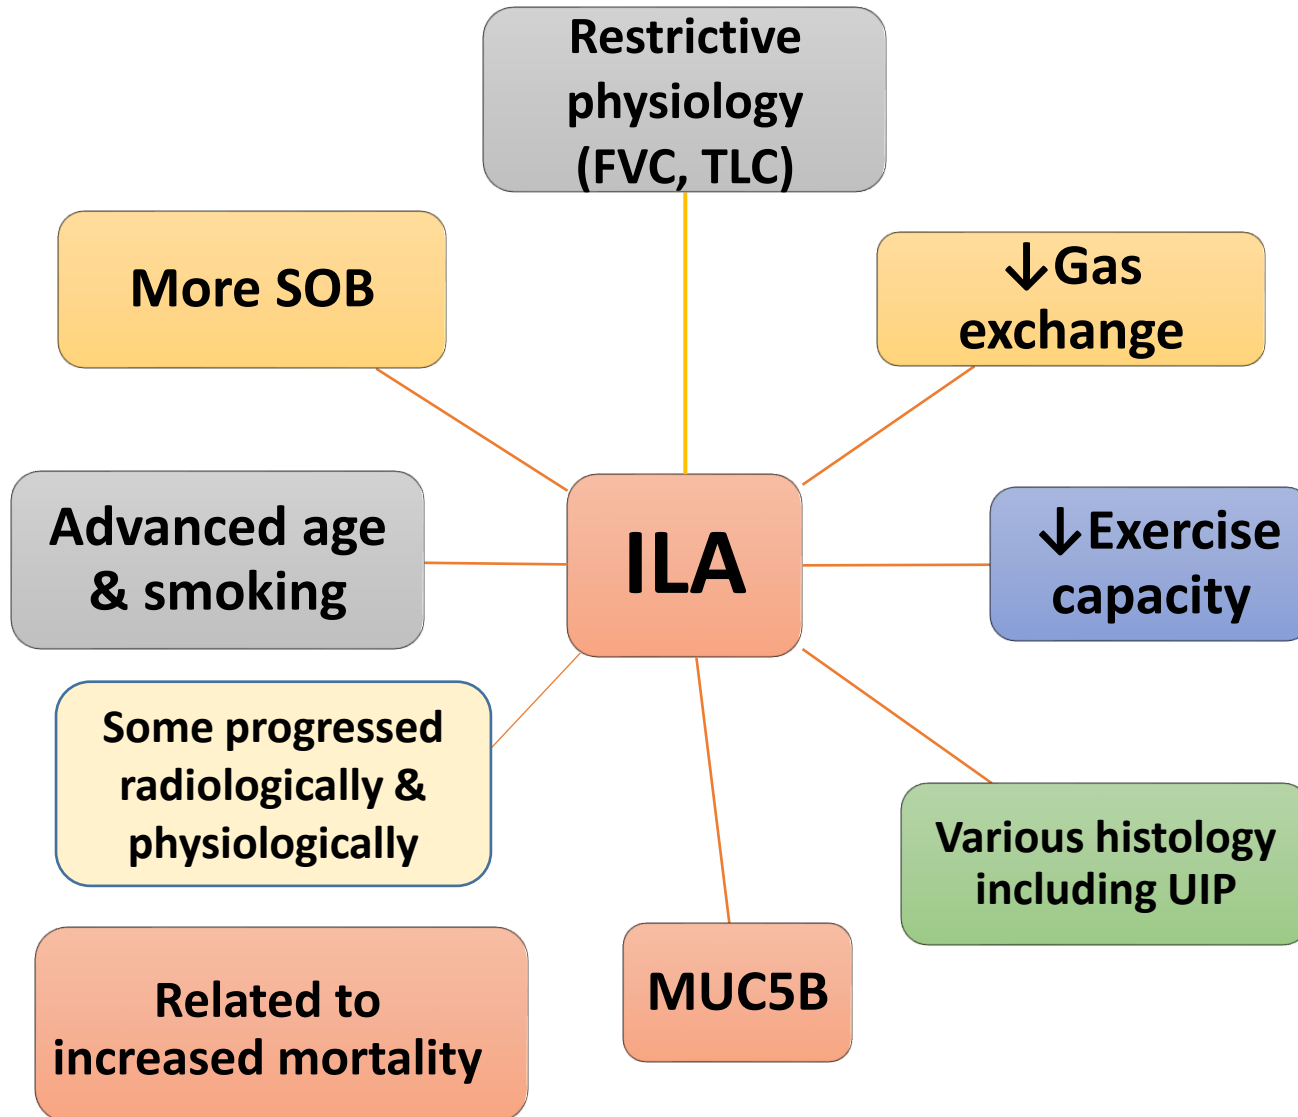 Restrictive
physiology
(FVC, TLC)
More SOB
↓Gas
exchange
Advanced age
& smoking
ILA
↓Exercise
capacity
Some progressed
radiologically &
physiologically
Various histology
including UIP
Related to
increased mortality
MUC5B